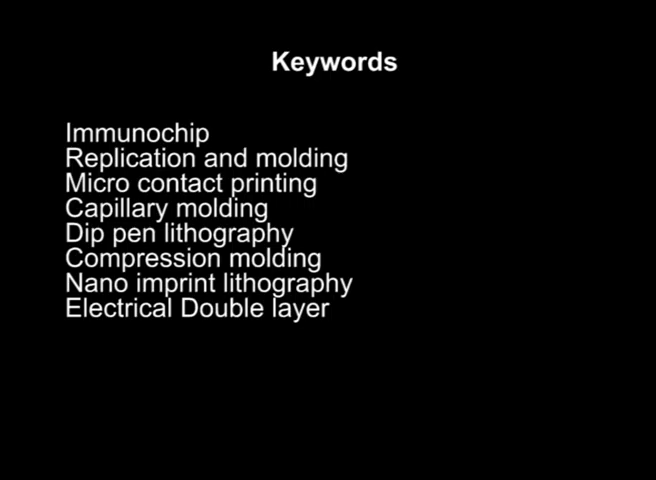 Keywords
Immunochip
Replication and molding
Micro contact printing
Capillary molding
Dip pen lithography
Compression molding
Nano imprint lithography
Electrical Double layer